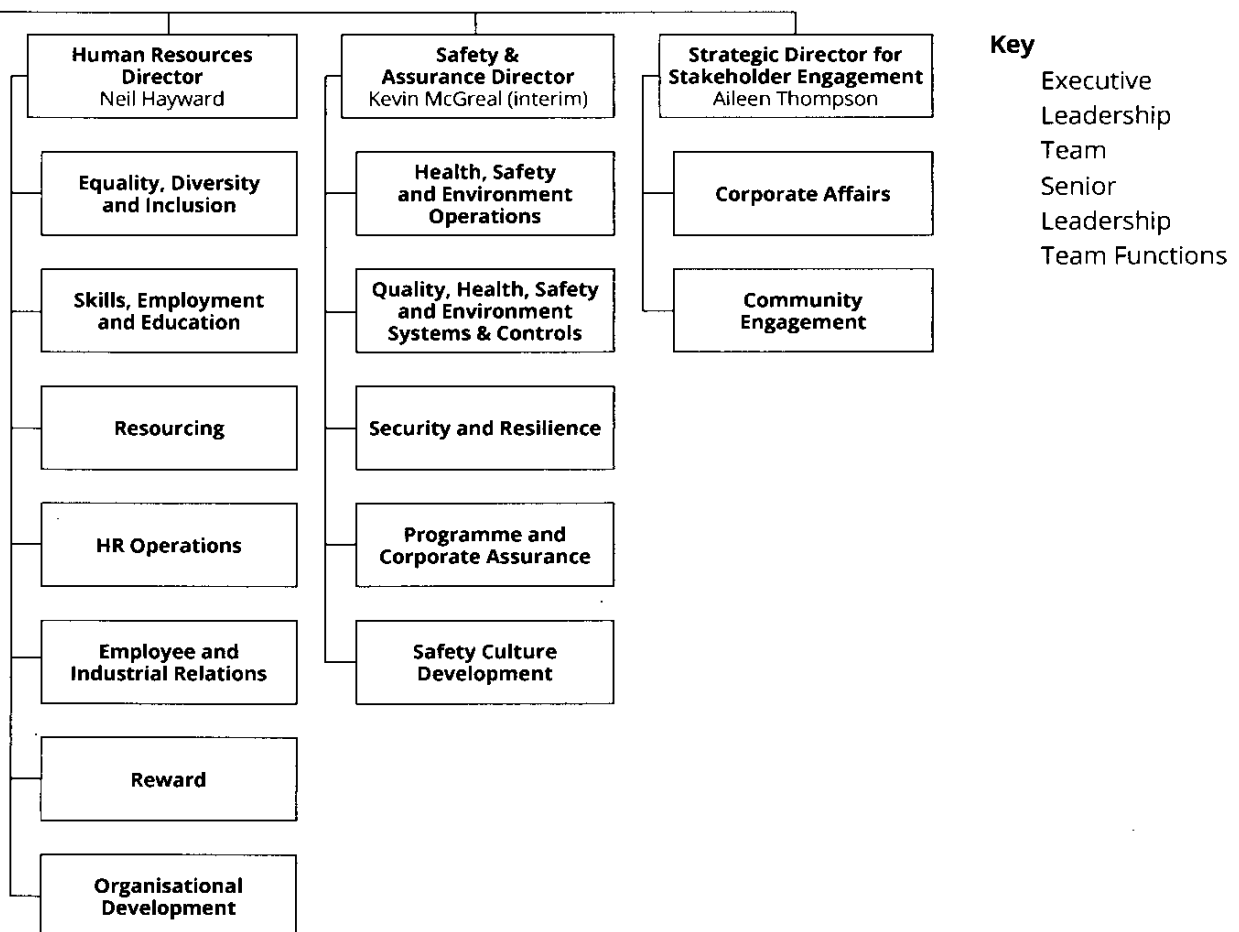 Human Resources
Director
Neil Hayward
Equality, Diversity
and Inclusion
Skills, Employment
and Education
Resourcing
HR Operations
Employee and
Industrial Relations
Reward
Organisational
Development
Safety &
Assurance Director
Kevin McGreal (interim)
Health, Safety
and Environment
Operations
Quality, Health, Safety
and Environment
Systems & Controls
Security and Resilience
Programme and
Corporate Assurance
Safety Culture
Development
Strategic Director for
Stakeholder Engagement
Aileen Thompson
Corporate Affairs
Community
Engagement
Key
Executive
Leadership
Team
Senior
Leadership
Team Functions